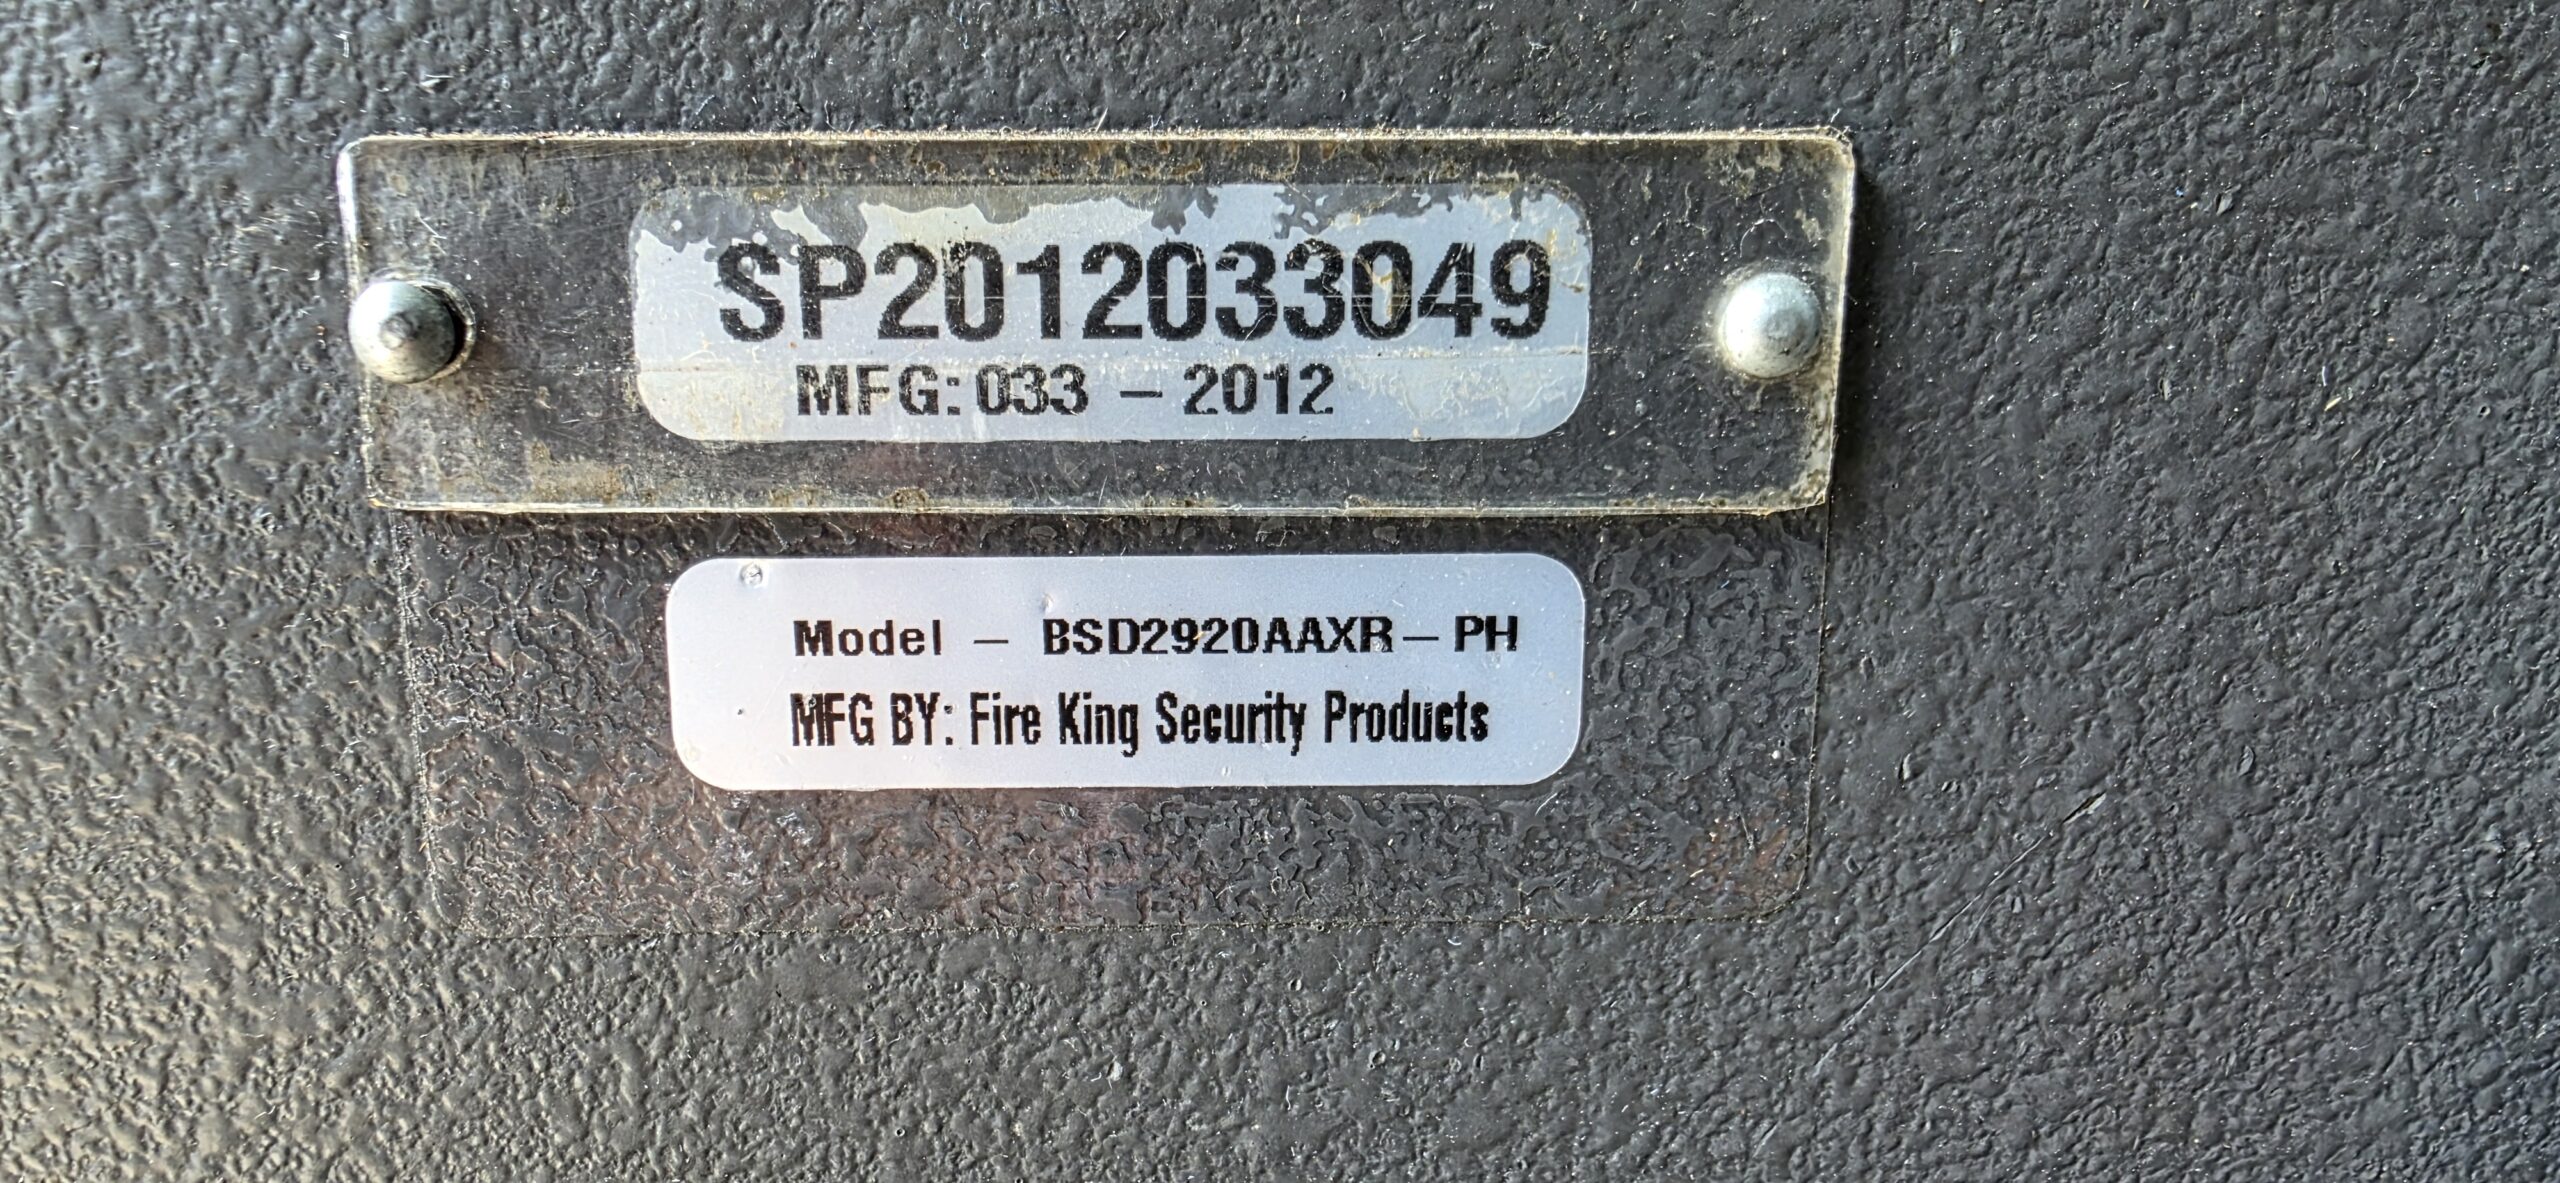 SP2012033049
MFG: 033 - 2012
Model - BSD2920AAXR-PH
MFG BY: Fire King Security Products